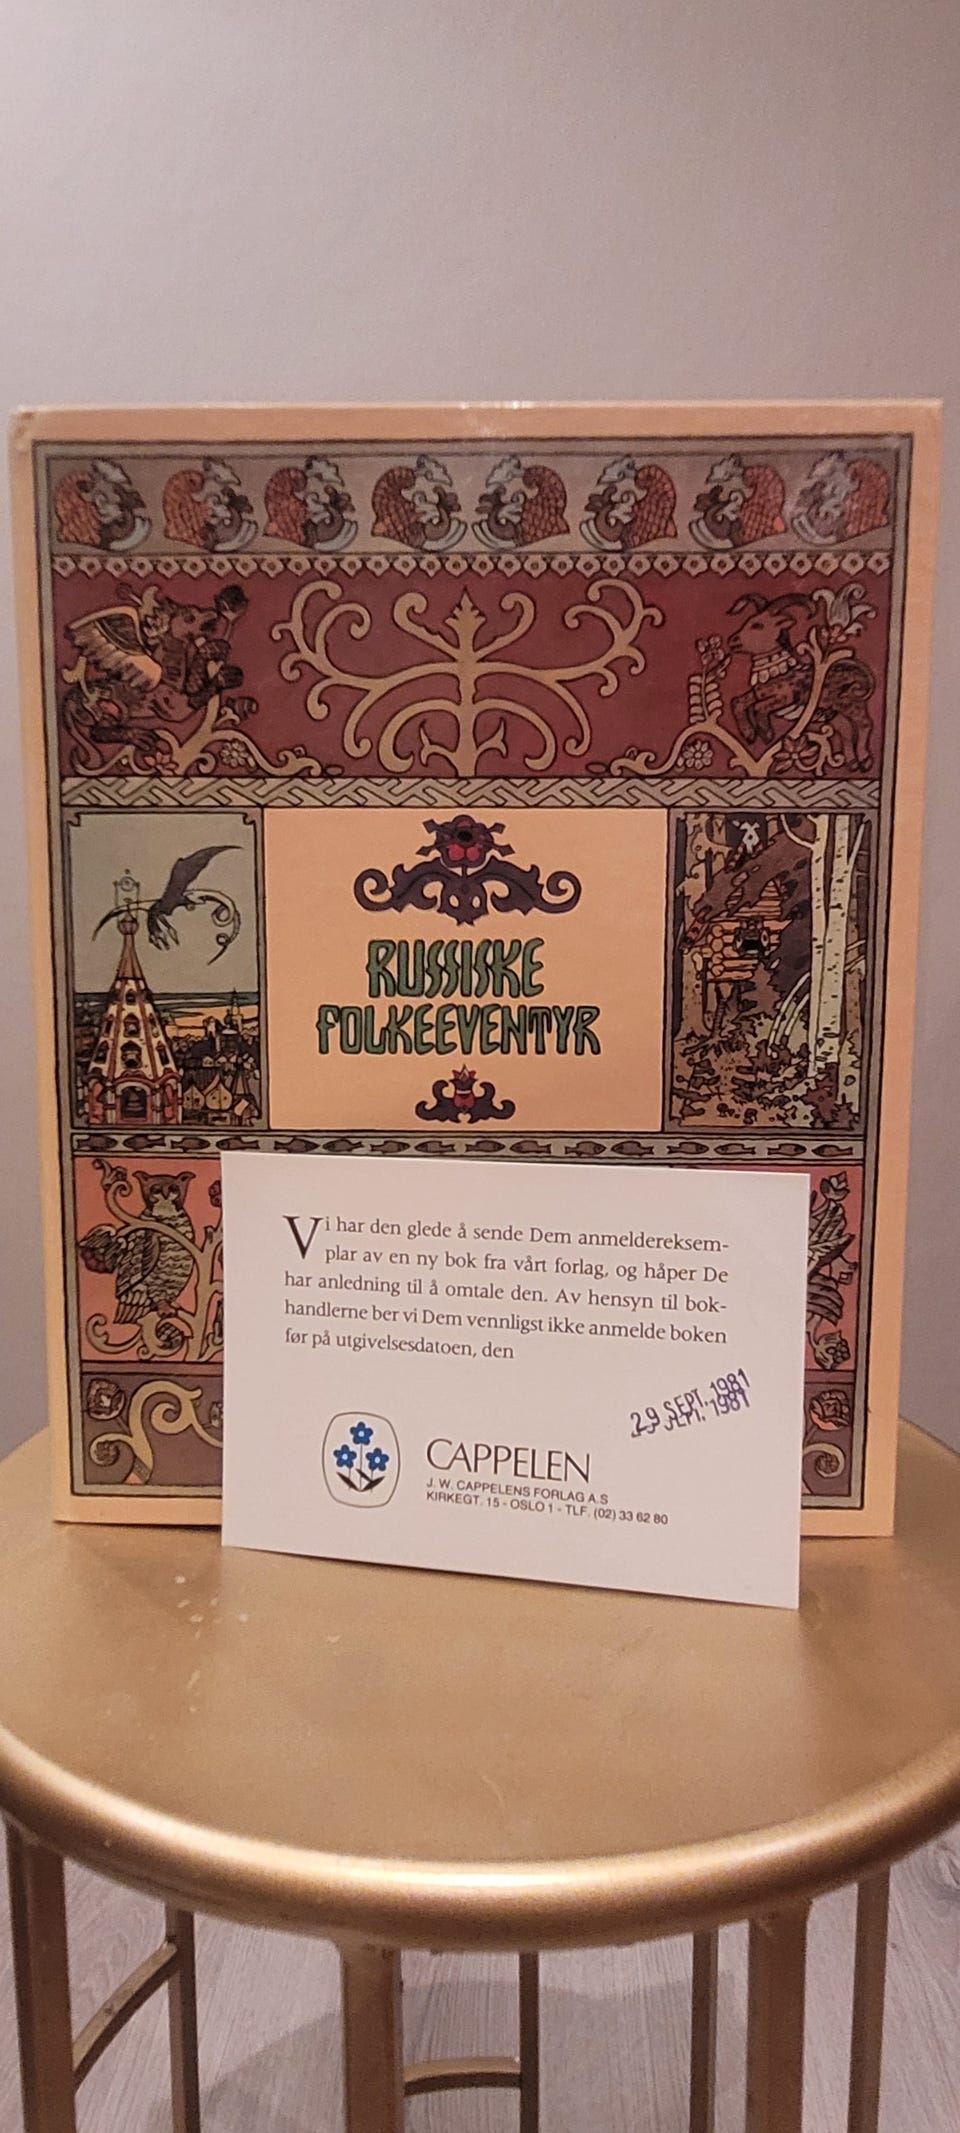 RUSSISKE
FOLKEEVENTYR
Vi har den glede å sende Dem anmeldereksem-
plar av en ny bok fra vårt forlag, og håper De
har anledning til å omtale den. Av hensyn til bok-
handlerne ber vi Dem vennligst ikke anmelde boken
før på utgivelsesdatoen, den
29 SEPT. 1981
CAPPELEN
J. W. CAPPELENS FORLAG A.S
KIRKEGT. 15 - OSLO 1 - TLF. (02) 33 62 80